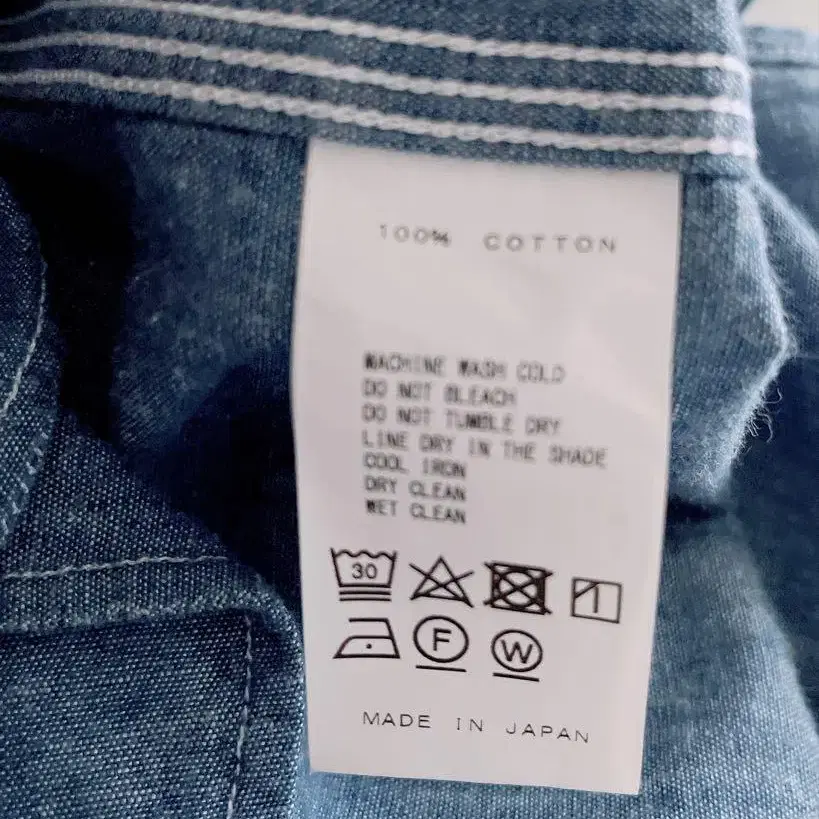 100% COTTON
MACHINE WASH COLD
DO NOT BLEACH
DO NOT TUMBLE DRY
LINE DRY IN THE SHADE
COOL IRON
DRY CLEAN
WET CLEAN
30
F W
MADE IN JAPAN